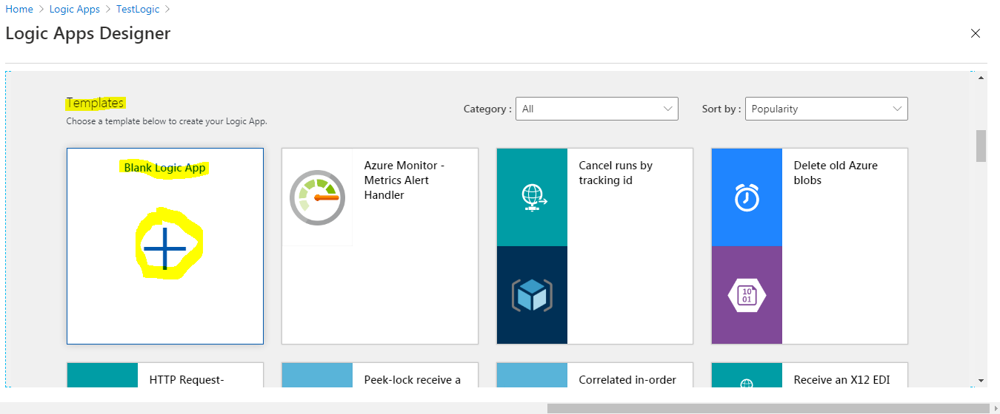 Home > Logic Apps > TestLogic >
Logic Apps Designer
Templates
Choose a template below to create your Logic App.
Category : All
Sort by : Popularity
Blank Logic App
Azure Monitor -
Metrics Alert
Handler
Cancel runs by
tracking id
Delete old Azure
blobs
10
01
HTTP Request-
Peek-lock receive a
Correlated in-order
Receive an X12 EDI